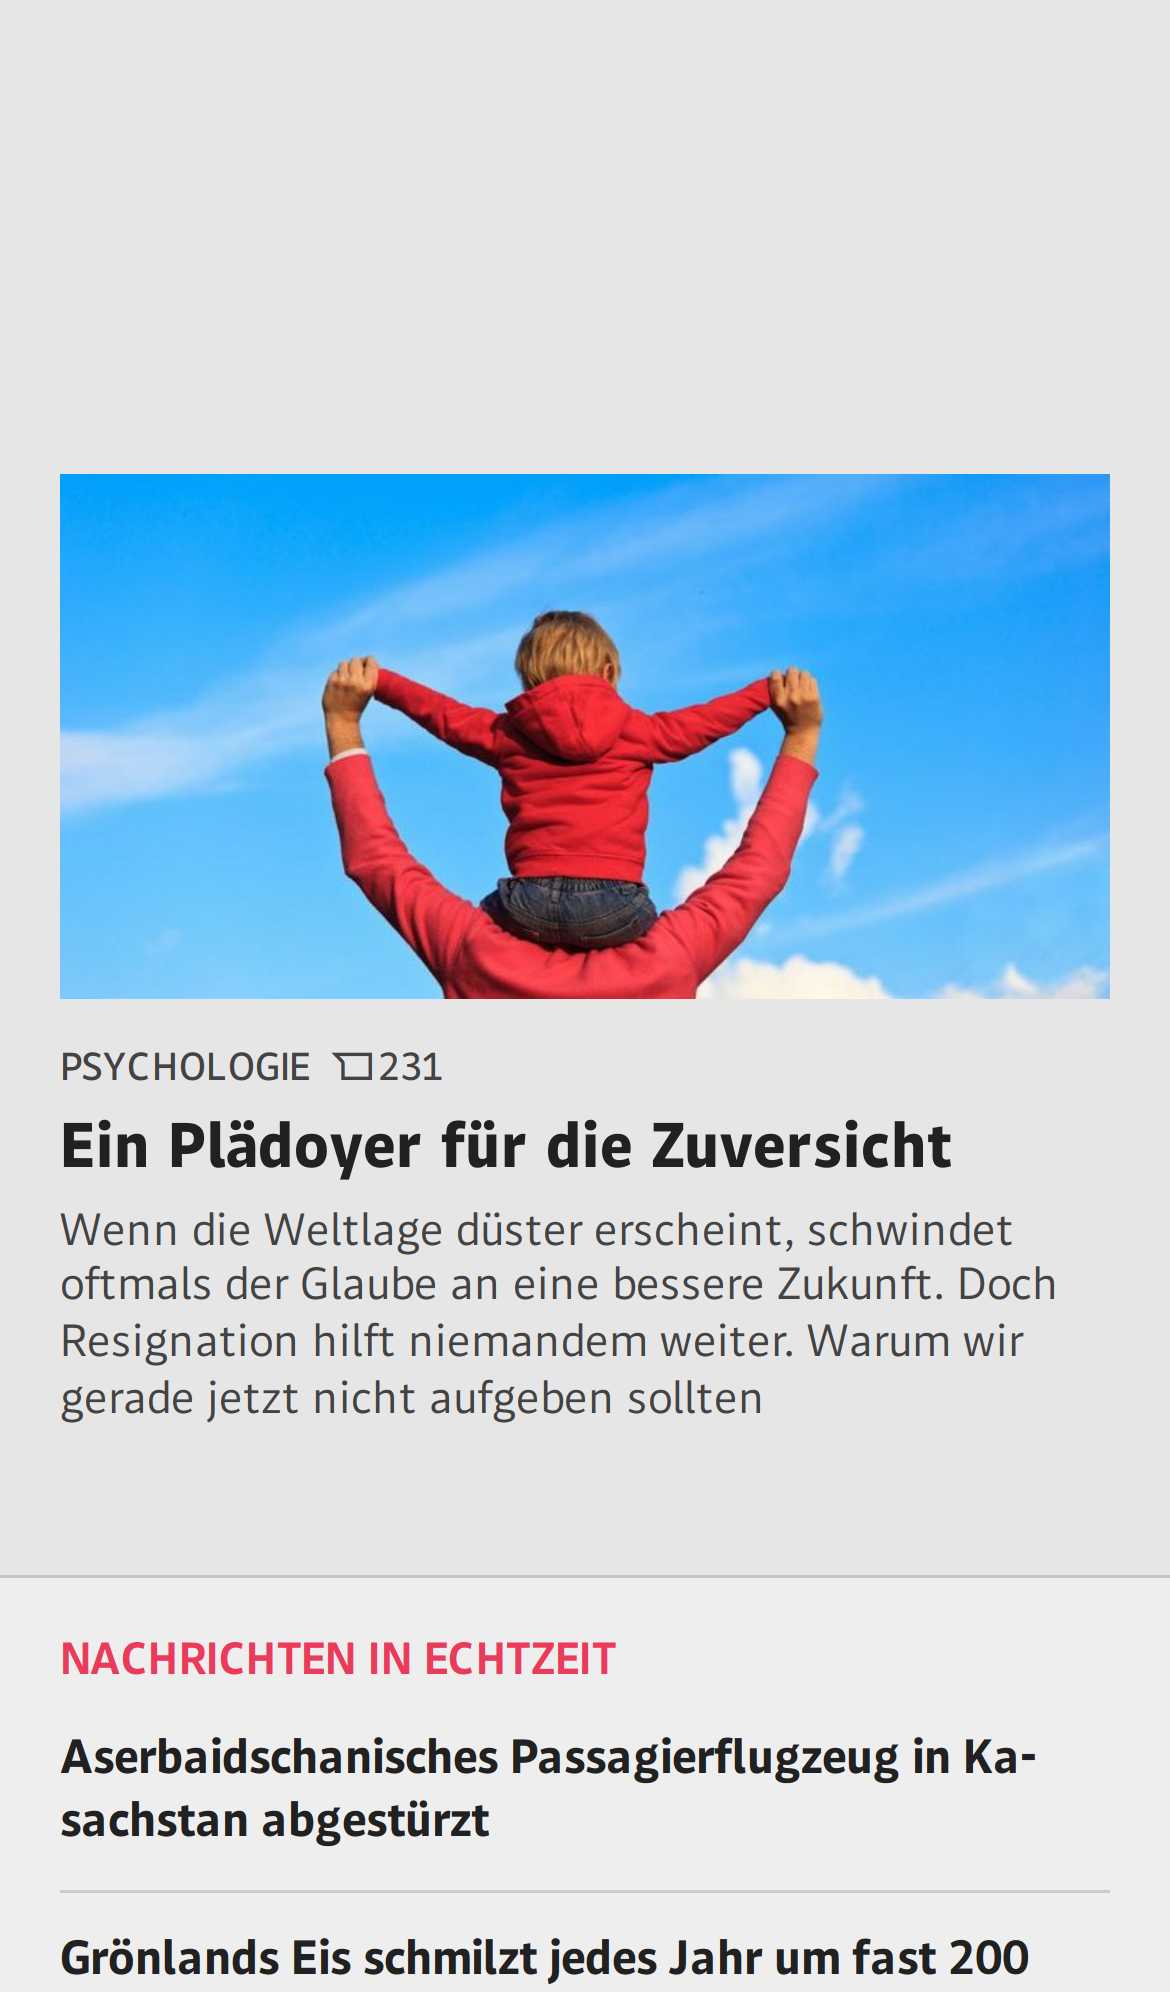 PSYCHOLOGIE 231
Ein Plädoyer für die Zuversicht
Wenn die Weltlage düster erscheint, schwindet
oftmals der Glaube an eine bessere Zukunft. Doch
Resignation hilft niemandem weiter. Warum wir
gerade jetzt nicht aufgeben sollten
NACHRICHTEN IN ECHTZEIT
Aserbaidschanisches Passagierflugzeug in Ka-
sachstan abgestürzt
Grönlands Eis schmilzt jedes Jahr um fast 200